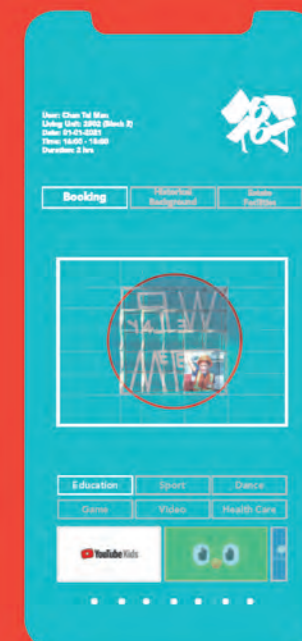 User: Chan Tai Man
Living Unit: 2502 (Block 2)
Date: 01-01-2021
Time: 16:00 - 18:00
Duration: 2 hrs
Booking
Historical
Background
Estate
Facilities
Education
Sport
Dance
Game
Video
Health Care
YouTube Kids